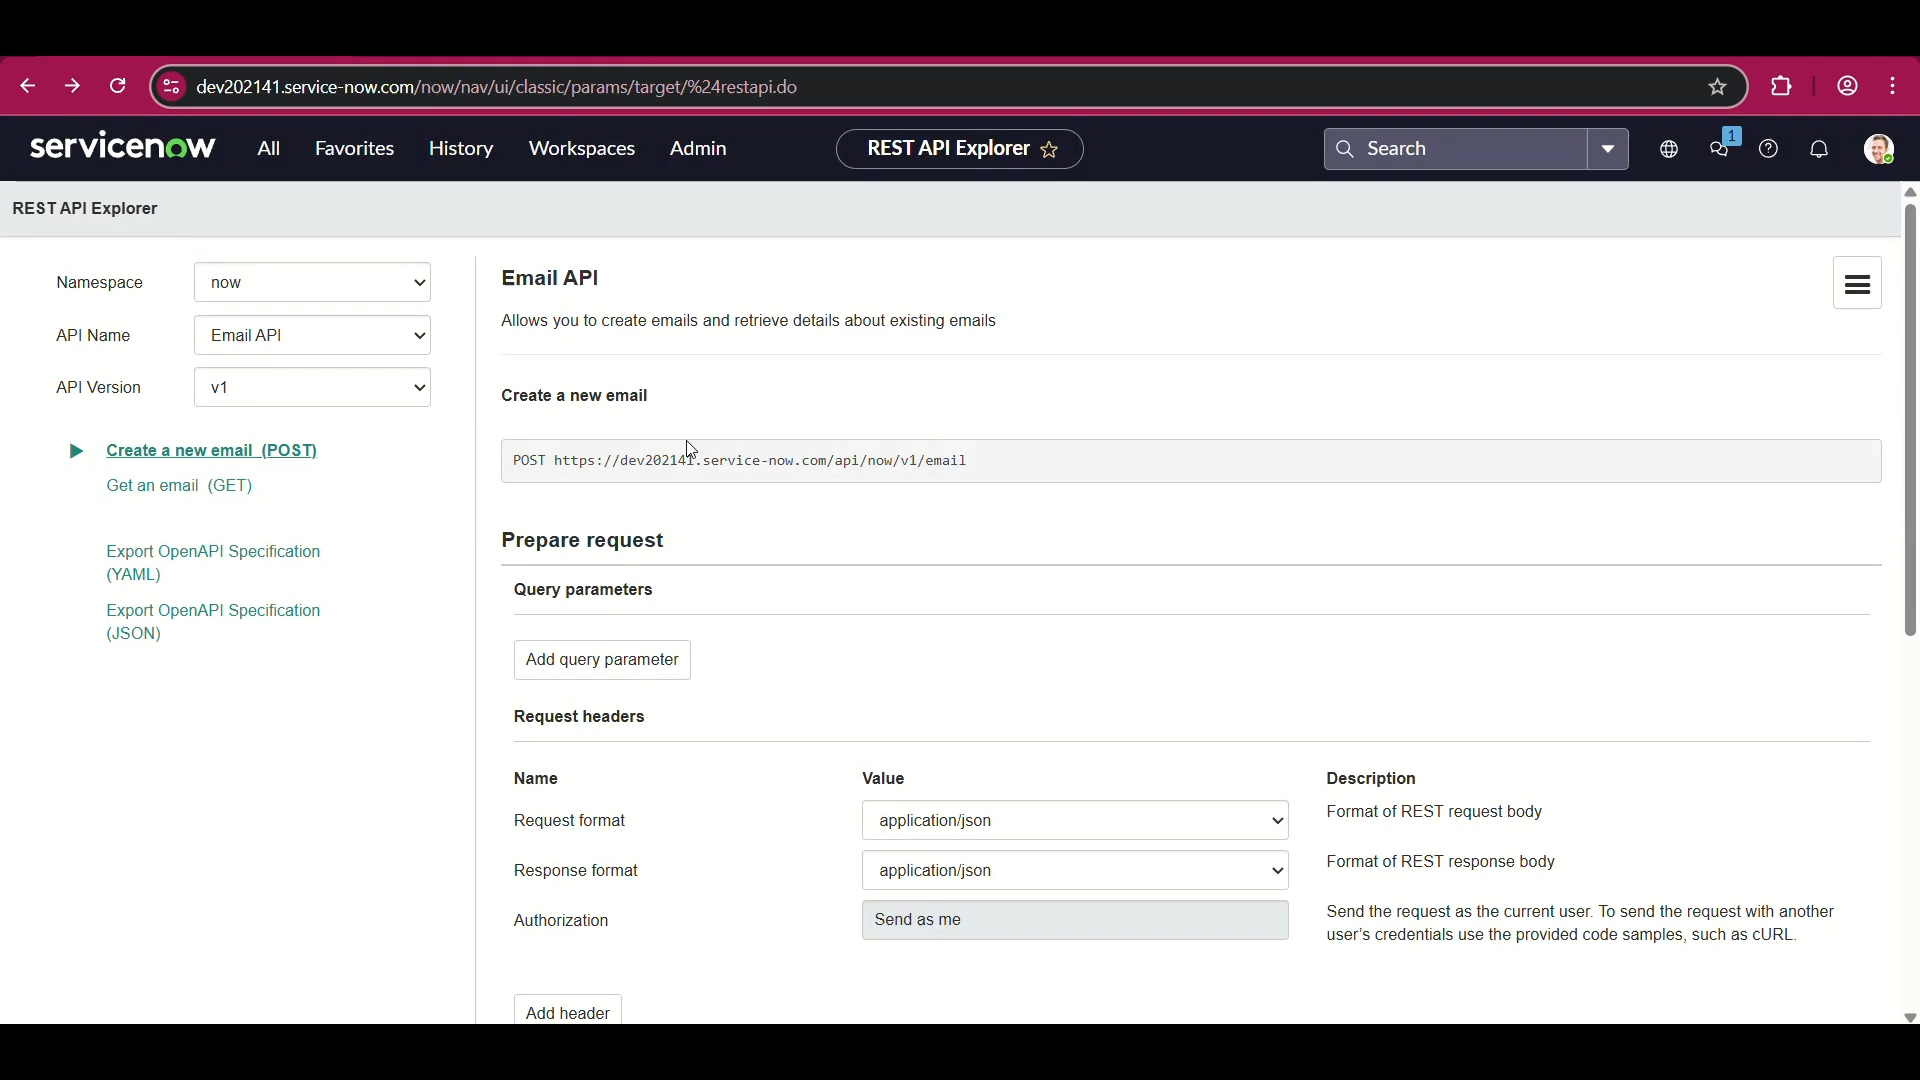 dev202141.service-now.com/now/nav/ui/classic/params/target/%24restapi.do
servicenow All Favorites History Workspaces Admin REST API Explorer Search 1
REST API Explorer
Namespace now
API Name Email API
API Version v1
Create a new email (POST)
Get an email (GET)
Export OpenAPI Specification
(YAML)
Export OpenAPI Specification
(JSON)
Email API
Allows you to create emails and retrieve details about existing emails
Create a new email
POST https://dev202141.service-now.com/api/now/v1/email
Prepare request
Query parameters
Add query parameter
Request headers
Name Value Description
Request format application/json Format of REST request body
Response format application/json Format of REST response body
Authorization Send as me Send the request as the current user. To send the request with another
user's credentials use the provided code samples, such as cURL.
Add header